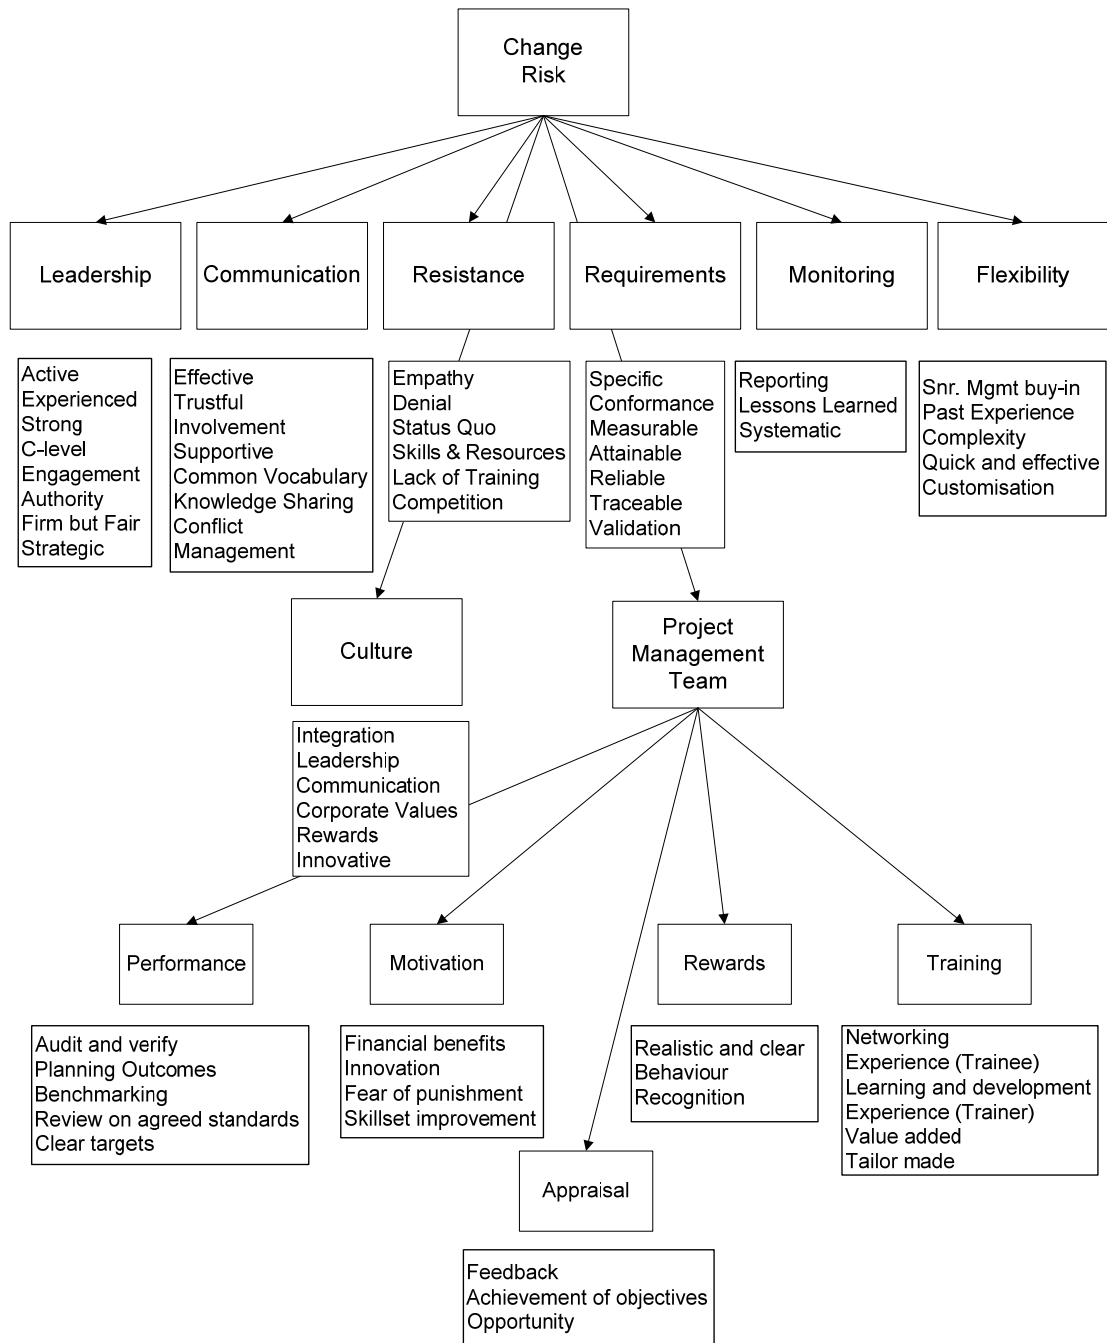 Change
Risk
Leadership
Communication
Resistance
Requirements
Monitoring
Flexibility
Active
Experienced
Strong
C-level
Engagement
Authority
Firm but Fair
Strategic
Effective
Trustful
Involvement
Supportive
Common Vocabulary
Knowledge Sharing
Conflict
Management
Empathy
Denial
Status Quo
Skills & Resources
Lack of Training
Competition
Specific
Conformance
Measurable
Attainable
Reliable
Traceable
Validation
Reporting
Lessons Learned
Systematic
Snr. Mgmt buy-in
Past Experience
Complexity
Quick and effective
Customisation
Culture
Project
Management
Team
Integration
Leadership
Communication
Corporate Values
Rewards
Innovative
Performance
Motivation
Rewards
Training
Audit and verify
Planning Outcomes
Benchmarking
Review on agreed standards
Clear targets
Financial benefits
Innovation
Fear of punishment
Skillset improvement
Realistic and clear
Behaviour
Recognition
Networking
Experience (Trainee)
Learning and development
Experience (Trainer)
Value added
Tailor made
Appraisal
Feedback
Achievement of objectives
Opportunity